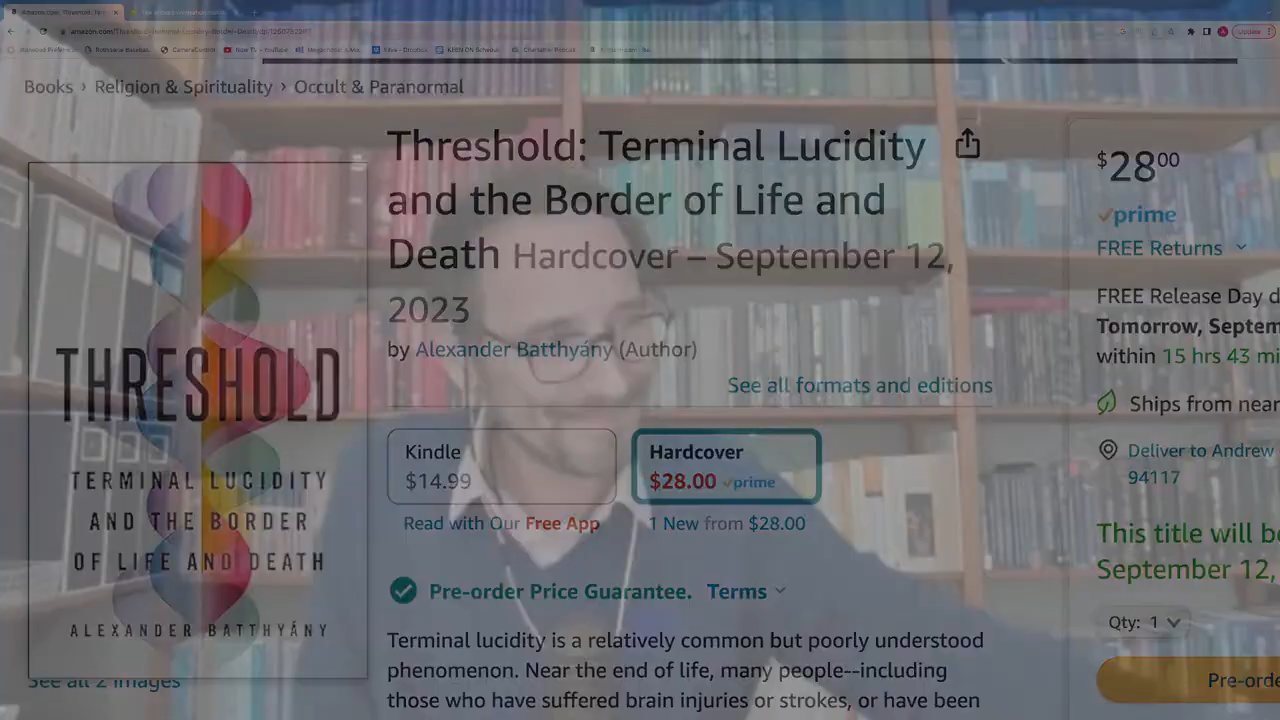 Books › Religion & Spirituality › Occult & Paranormal
Threshold: Terminal Lucidity
and the Border of Life and
Death Hardcover – September 12,
2023
by Alexander Batthyány (Author)
See all formats and editions
Kindle
$14.99
Hardcover
$28.00 prime
Read with Our Free App
1 New from $28.00
Pre-order Price Guarantee. Terms
Terminal lucidity is a relatively common but poorly understood
phenomenon. Near the end of life, many people--including
those who have suffered brain injuries or strokes, or have been
THRESHOLD
TERMINAL LUCIDITY
AND THE BORDER
OF LIFE AND DEATH
ALEXANDER BATTHYÁNY
See all 2 images
$28 00
prime
FREE Returns
FREE Release Day d
Tomorrow, Septem
within 15 hrs 43 mi
Ships from near
Deliver to Andrew
94117
This title will be
September 12,
Qty: 1
Pre-orde